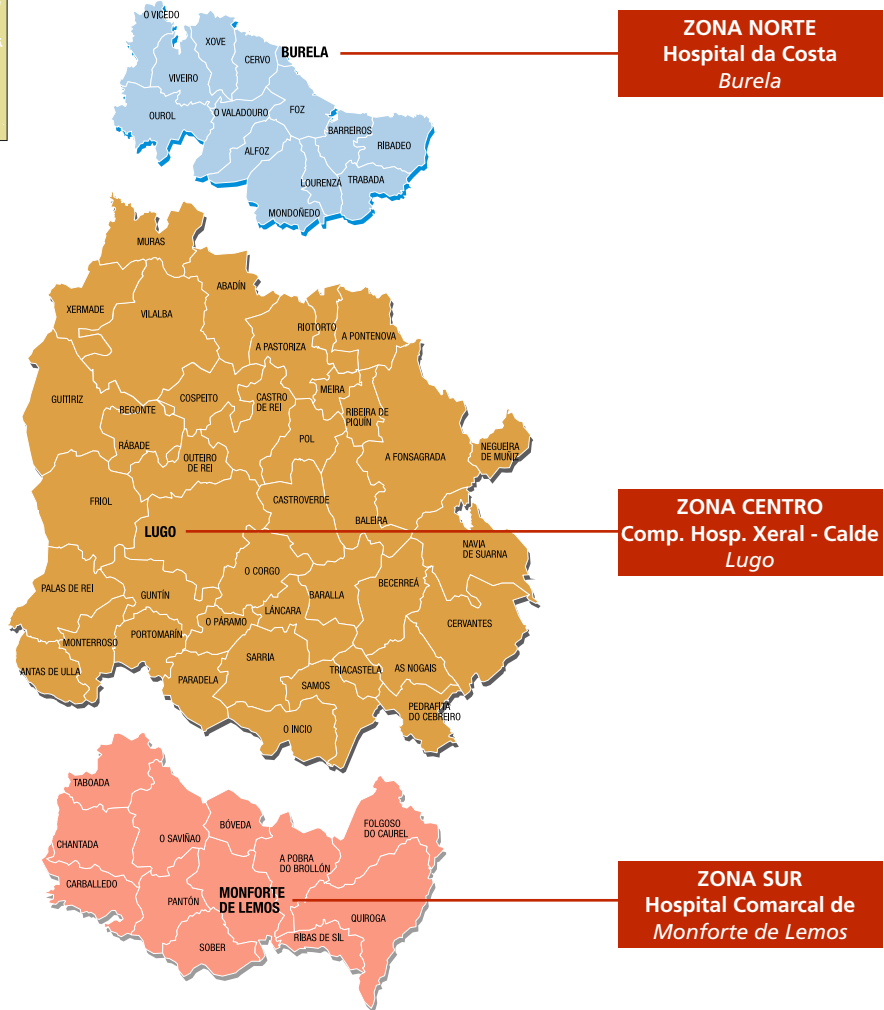 O VICEDO
XOVE
CERVO
BURELA
VIVEIRO
OUROL
O VALADOURO
FOZ
BARREIROS
RIBADEO
ALFOZ
LOURENZÁ
TRABADA
MONDOÑEDO
ZONA NORTE
Hospital da Costa
Burela
MURAS
ABADÍN
XERMADE
VILALBA
RIOTORTO
A PONTENOVA
A PASTORIZA
GUITIRIZ
BEGONTE
COSPEITO
CASTRO
DE REI
MEIRA
RIBEIRA DE
PIQUÍN
RÁBADE
OUTEIRO
DE REI
POL
A FONSAGRADA
NEGUEIRA
DE MUÑIZ
FRIOL
CASTROVERDE
BALEIRA
LUGO
NAVIA
DE SUARNA
O CORGO
PALAS DE REI
GUNTÍN
BARALLA
BECERREÁ
LÁNCARA
O PÁRAMO
CERVANTES
MONTERROSO
PORTOMARÍN
SARRIA
ANTAS DE ULLA
PARADELA
TRIACASTELA
AS NOGAIS
SAMOS
PEDRAFITA
DO CEBREIRO
O INCIO
ZONA CENTRO
Comp. Hosp. Xeral - Calde
Lugo
TABOADA
BÓVEDA
FOLGOSO
DO CAUREL
CHANTADA
O SAVIÑAO
A POBRA
DO BROLLÓN
CARBALLEDO
PANTÓN
MONFORTE
DE LEMOS
QUIROGA
SOBER
RIBAS DE SIL
ZONA SUR
Hospital Comarcal de
Monforte de Lemos